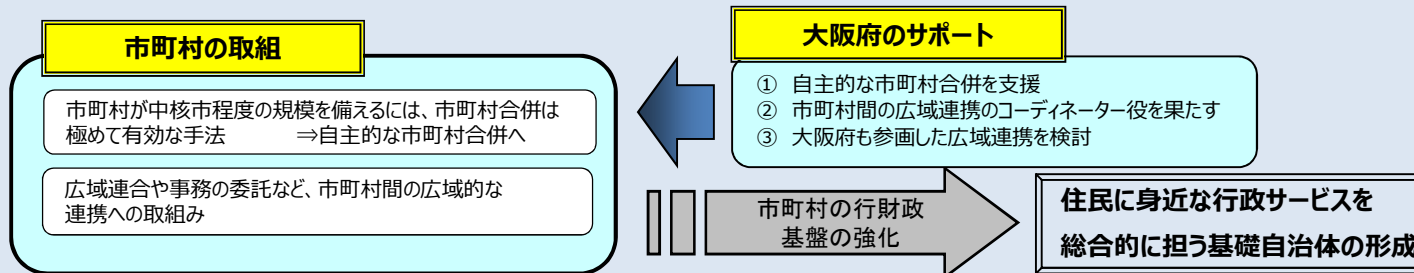 市町村の取組
市町村が中核市程度の規模を備えるには、市町村合併は
極めて有効な手法　　　⇒自主的な市町村合併へ
広域連合や事務の委託など、市町村間の広域的な
連携への取組み
大阪府のサポート
① 自主的な市町村合併を支援
② 市町村間の広域連携のコーディネーター役を果たす
③ 大阪府も参画した広域連携を検討
市町村の行財政
基盤の強化
住民に身近な行政サービスを
総合的に担う基礎自治体の形成